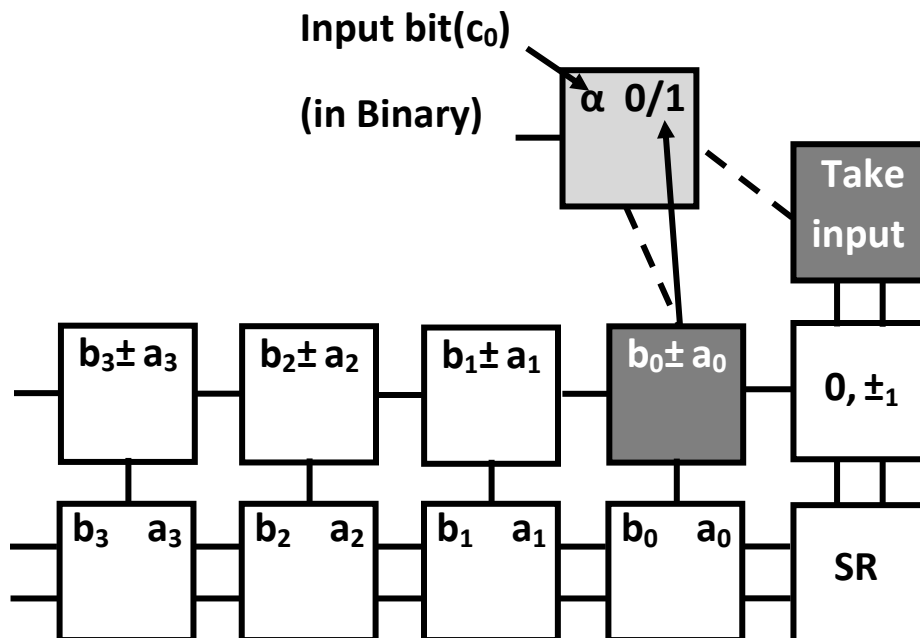 Input bit(c₀)
(in Binary)
α 0/1
Take
input
b₃± a₃
b₂± a₂
b₁± a₁
b₀± a₀
0, ±₁
b₃ a₃
b₂ a₂
b₁ a₁
b₀ a₀
SR